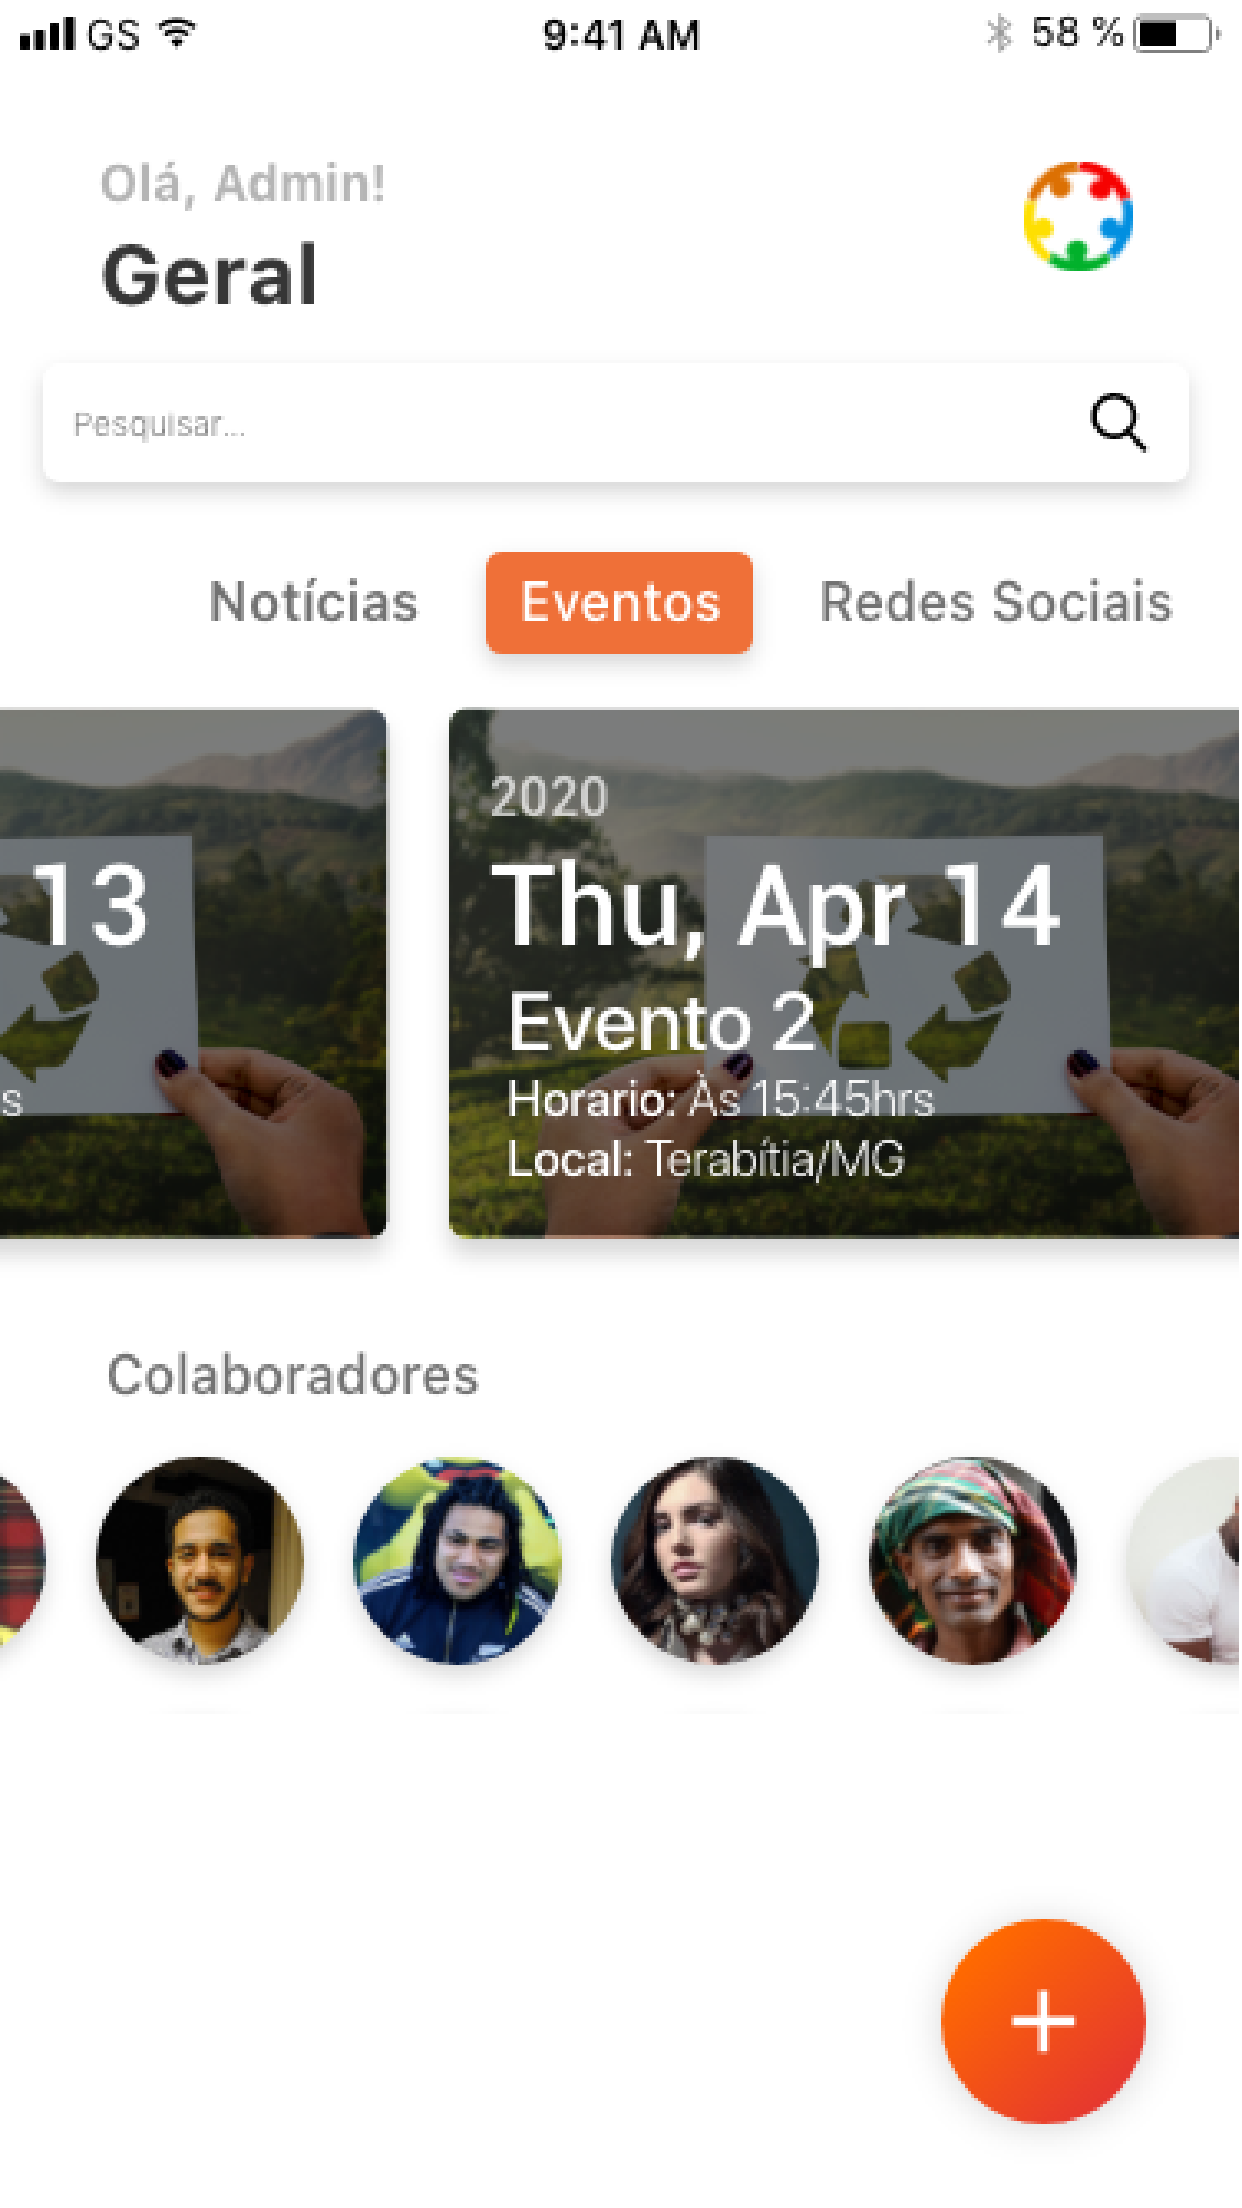 GS 9:41 AM 58 %
Olá, Admin!
Geral
Pesquisar...
Notícias Eventos Redes Sociais
2020
13 Thu, Apr 14
Evento 2
s Horario: Às 15:45hrs
Local: Terabítia/MG
Colaboradores
+